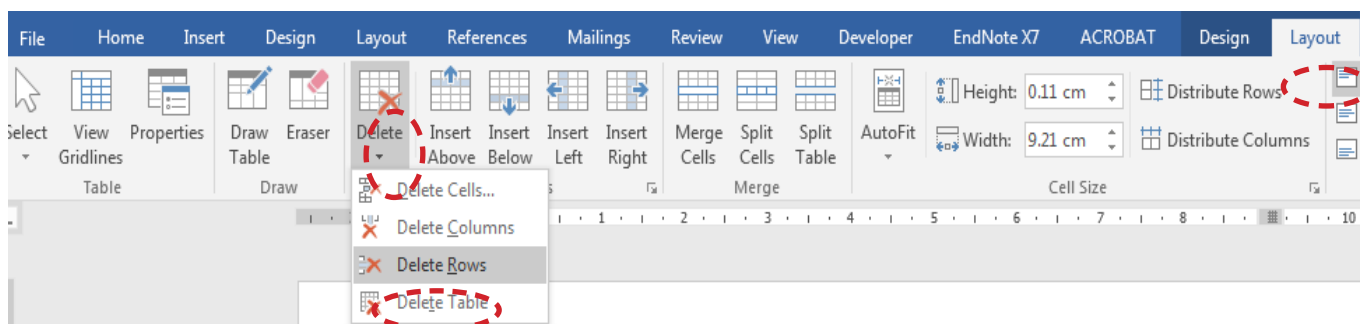 File Home Insert Design Layout References Mailings Review View Developer EndNote X7 ACROBAT Design Layout
Height: 0.11 cm Distribute Rows
Select View Properties Draw Eraser Delete Insert Insert Insert Insert Merge Split Split AutoFit Width: 9.21 cm Distribute Columns
Gridlines Table Above Below Left Right Cells Cells Table
Table Draw Merge Cell Size
Delete Cells...
1 2 3 4 5 6 7 8 10
Delete Columns
Delete Rows
Delete Table